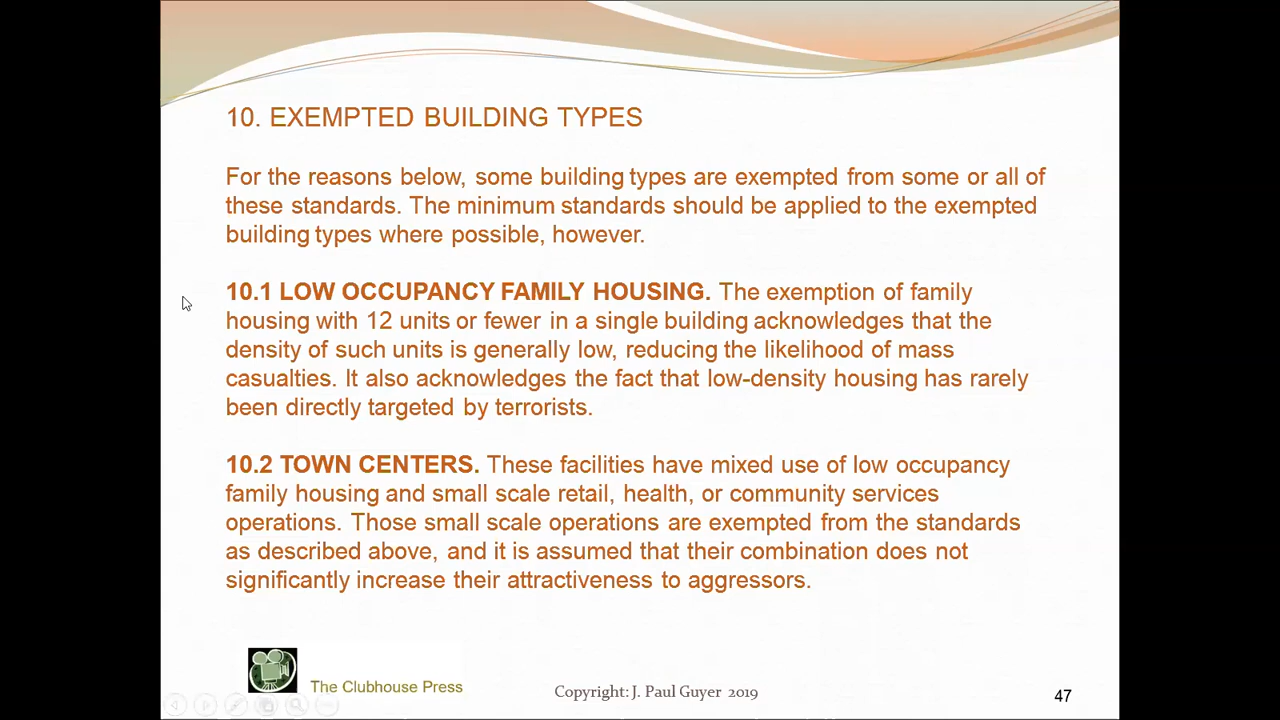 10. EXEMPTED BUILDING TYPES
For the reasons below, some building types are exempted from some or all of
these standards. The minimum standards should be applied to the exempted
building types where possible, however.
10.1 LOW OCCUPANCY FAMILY HOUSING. The exemption of family
housing with 12 units or fewer in a single building acknowledges that the
density of such units is generally low, reducing the likelihood of mass
casualties. It also acknowledges the fact that low-density housing has rarely
been directly targeted by terrorists.
10.2 TOWN CENTERS. These facilities have mixed use of low occupancy
family housing and small scale retail, health, or community services
operations. Those small scale operations are exempted from the standards
as described above, and it is assumed that their combination does not
significantly increase their attractiveness to aggressors.
The Clubhouse Press
Copyright: J. Paul Guyer 2019
47